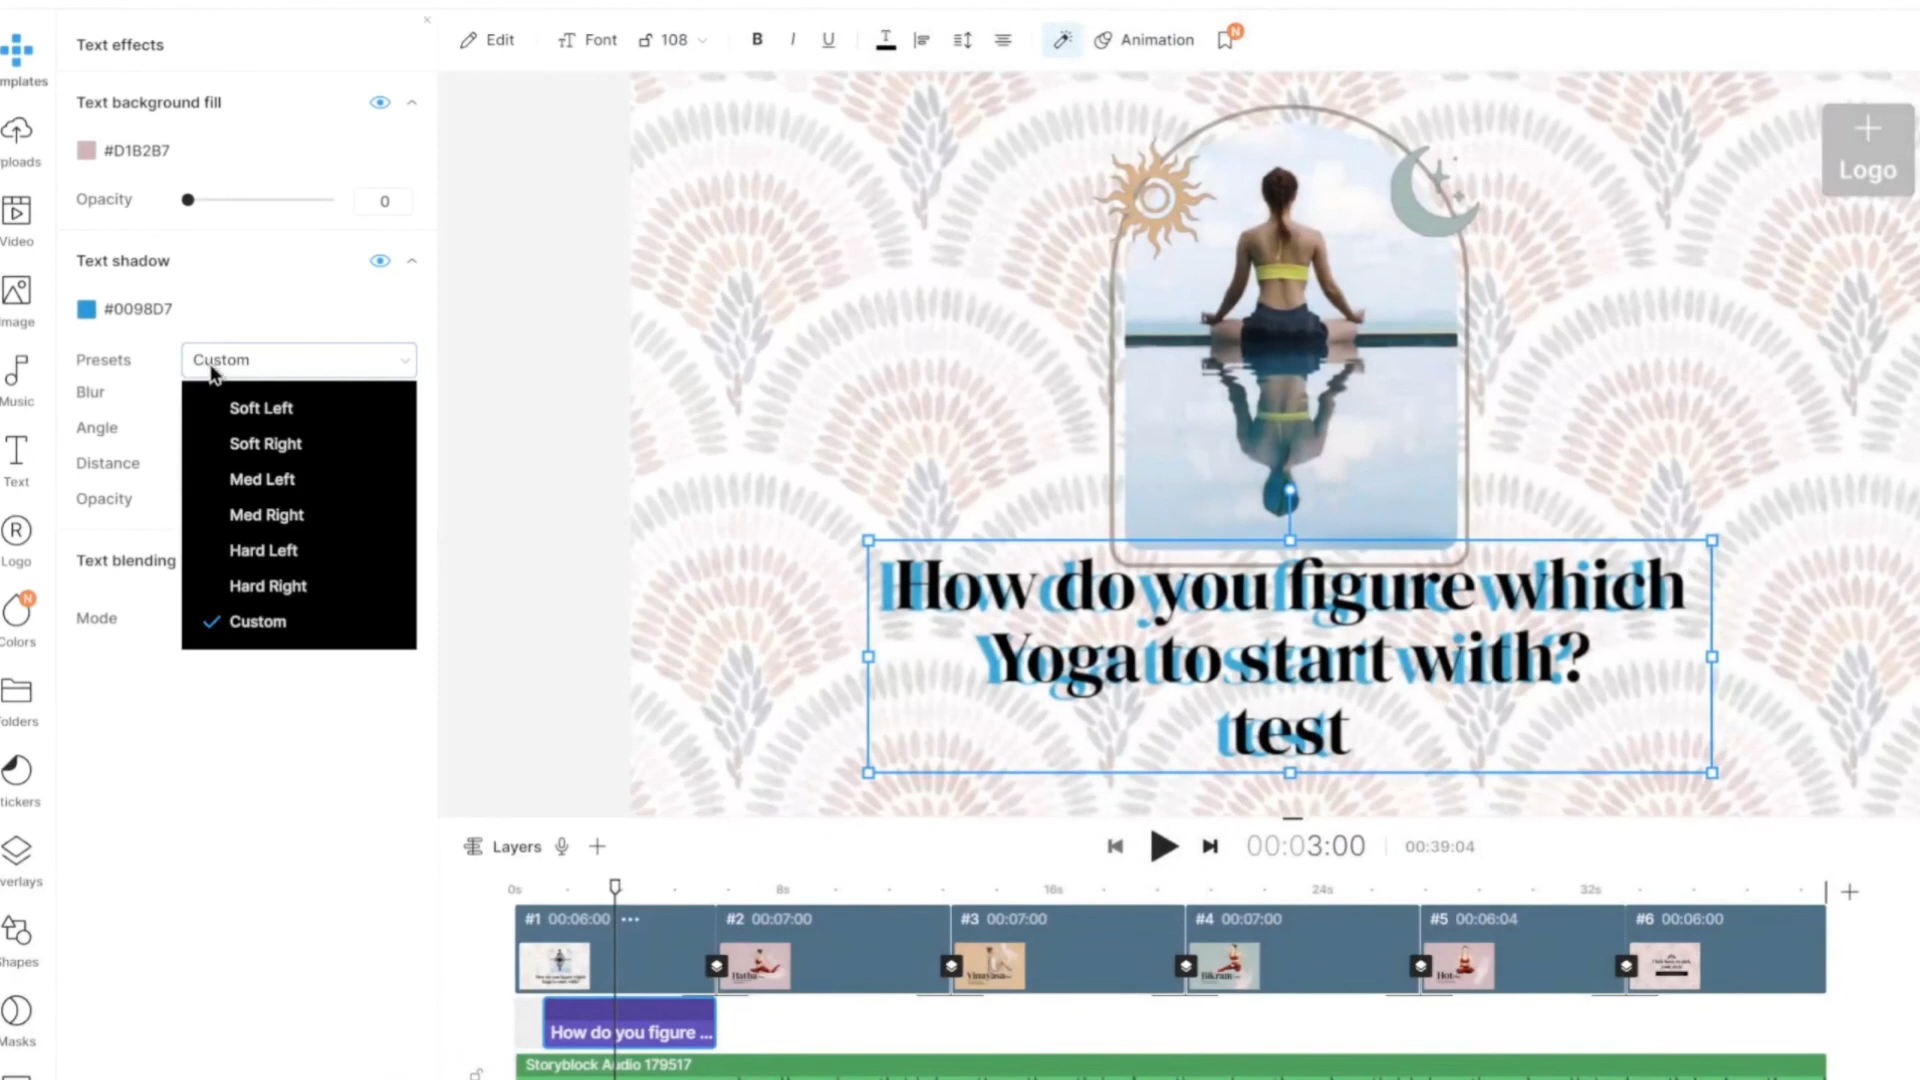 Text effects
Edit
Font
108
B
I
U
T
Animation
N
mplates
Text background fill
#D1B2B7
Opacity
0
ploads
Video
Text shadow
#0098D7
mage
Presets
Custom
Blur
Soft Left
Music
Angle
Soft Right
Distance
Med Left
Text
Opacity
Med Right
Logo
Text blending
Hard Left
Hard Right
Mode
Custom
N
Colors
olders
tickers
verlays
hapes
Masks
Logo
How do you figure which
Yoga to start with?
test
Layers
00:03:00
00:39:04
0s
8s
16s
24s
32s
#1 00:06:00
#2 00:07:00
#3 00:07:00
#4 00:07:00
#5 00:06:04
#6 00:06:00
Hatha
Vinyasa
Bikram
Hot
How do you figure ...
Storyblock Audio 179517